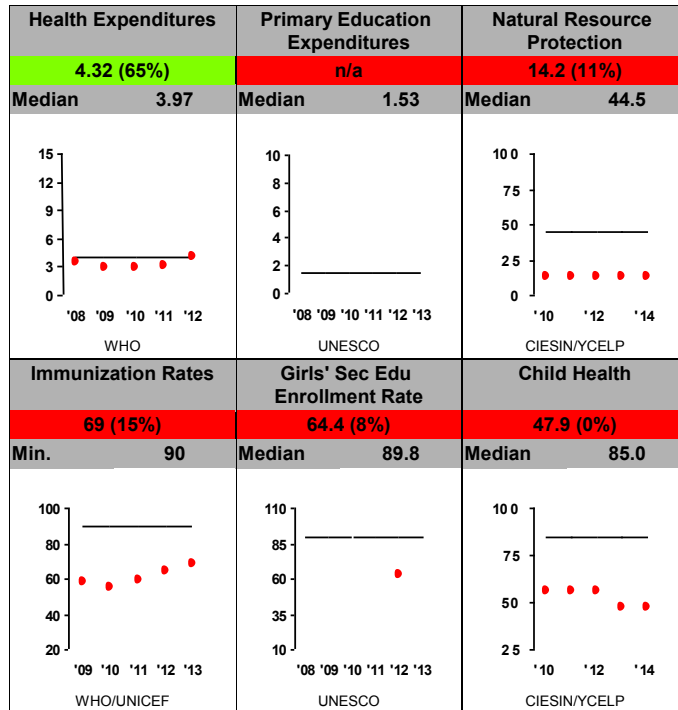 Health Expenditures
4.32 (65%)
Median 3.97
15
12
9
6
3
0
'08 '09 '10 '11 '12
WHO
Primary Education
Expenditures
n/a
Median 1.53
10
8
6
4
2
0
'08 '09 '10 '11 '12 '13
UNESCO
Natural Resource
Protection
14.2 (11%)
Median 44.5
100
75
50
25
0
'10 '12 '14
CIESIN/YCELP
Immunization Rates
69 (15%)
Min. 90
100
80
60
40
20
'09 '10 '11 '12 '13
WHO/UNICEF
Girls' Sec Edu
Enrollment Rate
64.4 (8%)
Median 89.8
110
85
60
35
10
'08 '09 '10 '11 '12 '13
UNESCO
Child Health
47.9 (0%)
Median 85.0
100
75
50
25
'10 '12 '14
CIESIN/YCELP